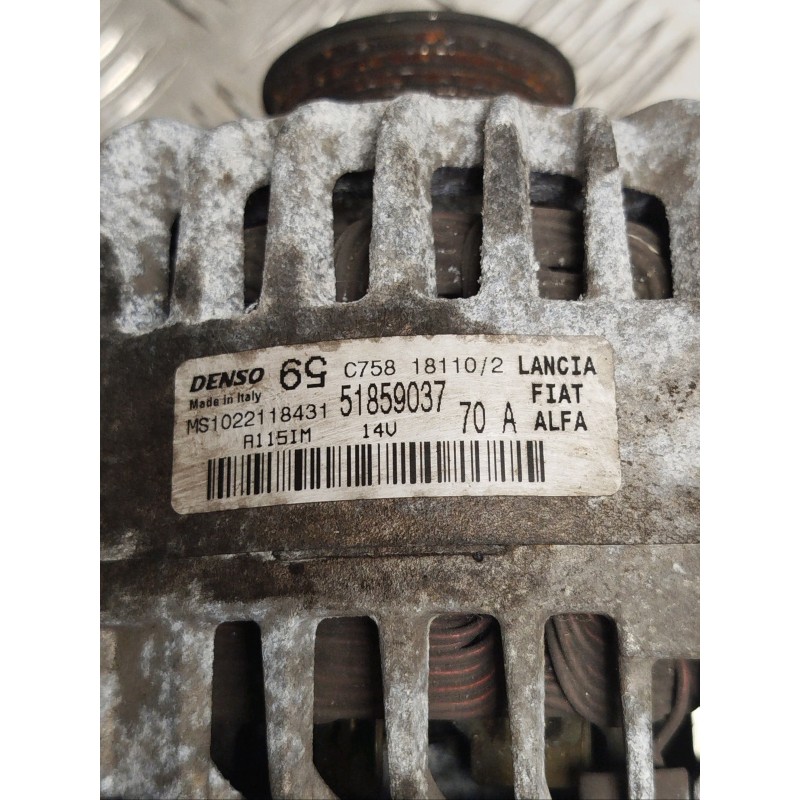 DENSO 59 C758 18110/2 LANCIA
Made in Italy 51859037 FIAT
MS1022118431 70 A ALFA
A115IM 14V